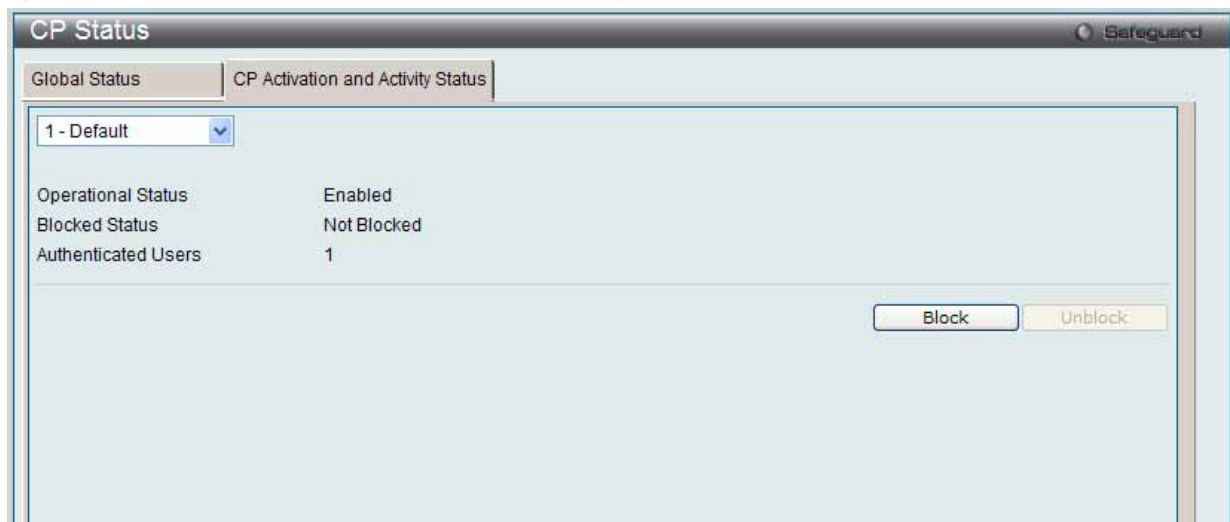 CP Status
Safeguard
Global Status
CP Activation and Activity Status
1 - Default
Operational Status Enabled
Blocked Status Not Blocked
Authenticated Users 1
Block Unblock